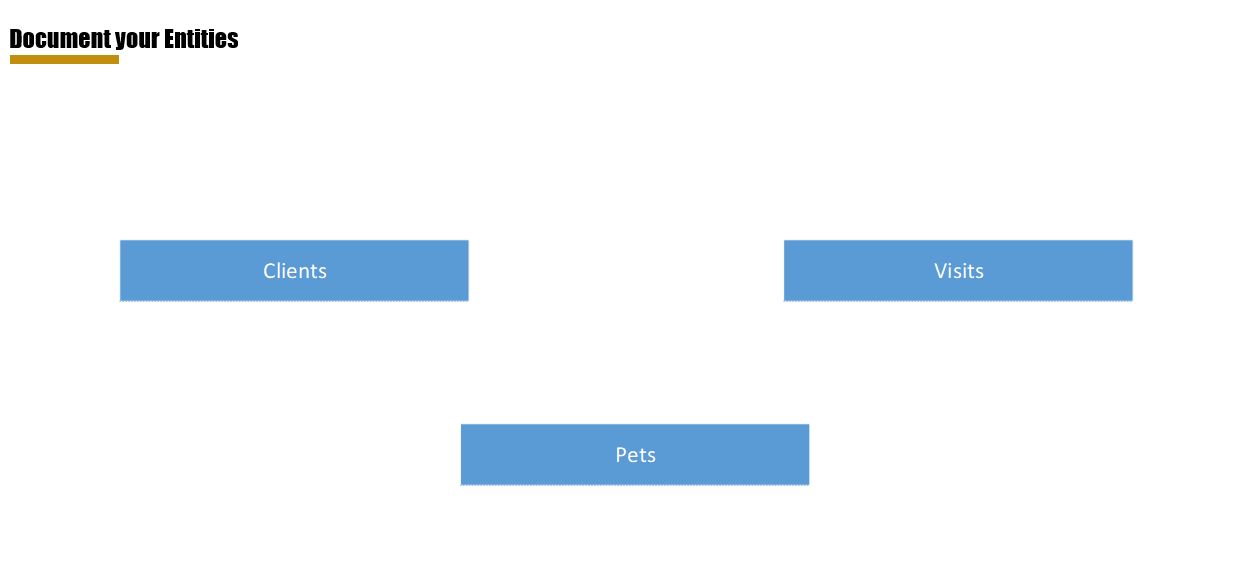 Document your Entities
Clients
Visits
Pets